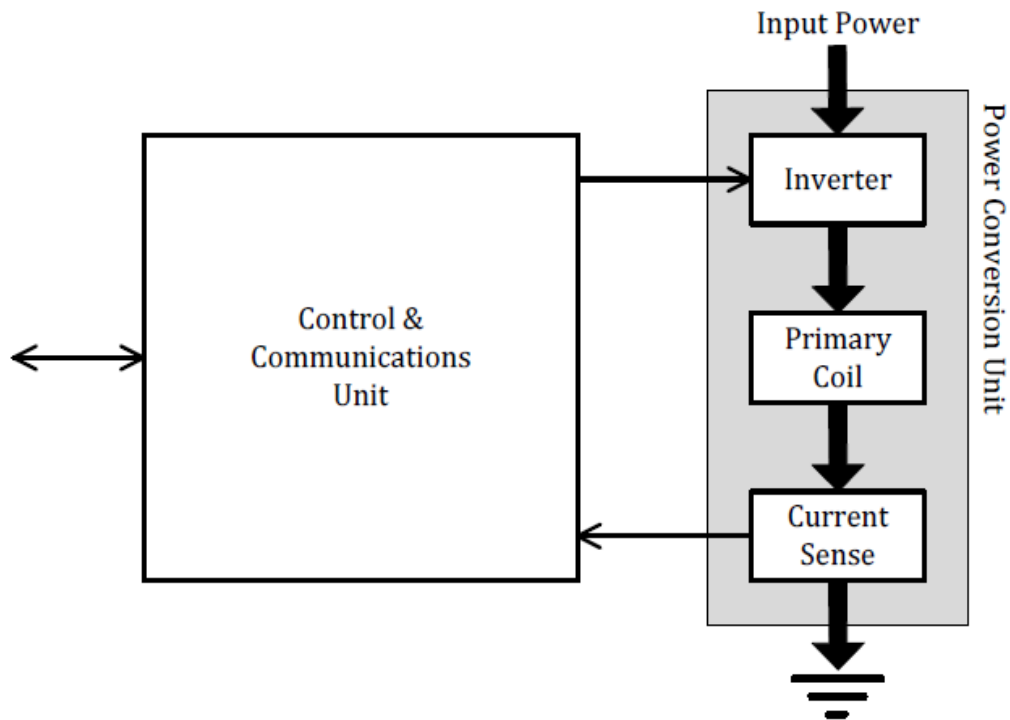 Input Power
Inverter
Control &
Communications
Unit
Primary
Coil
Current
Sense
Power Conversion Unit